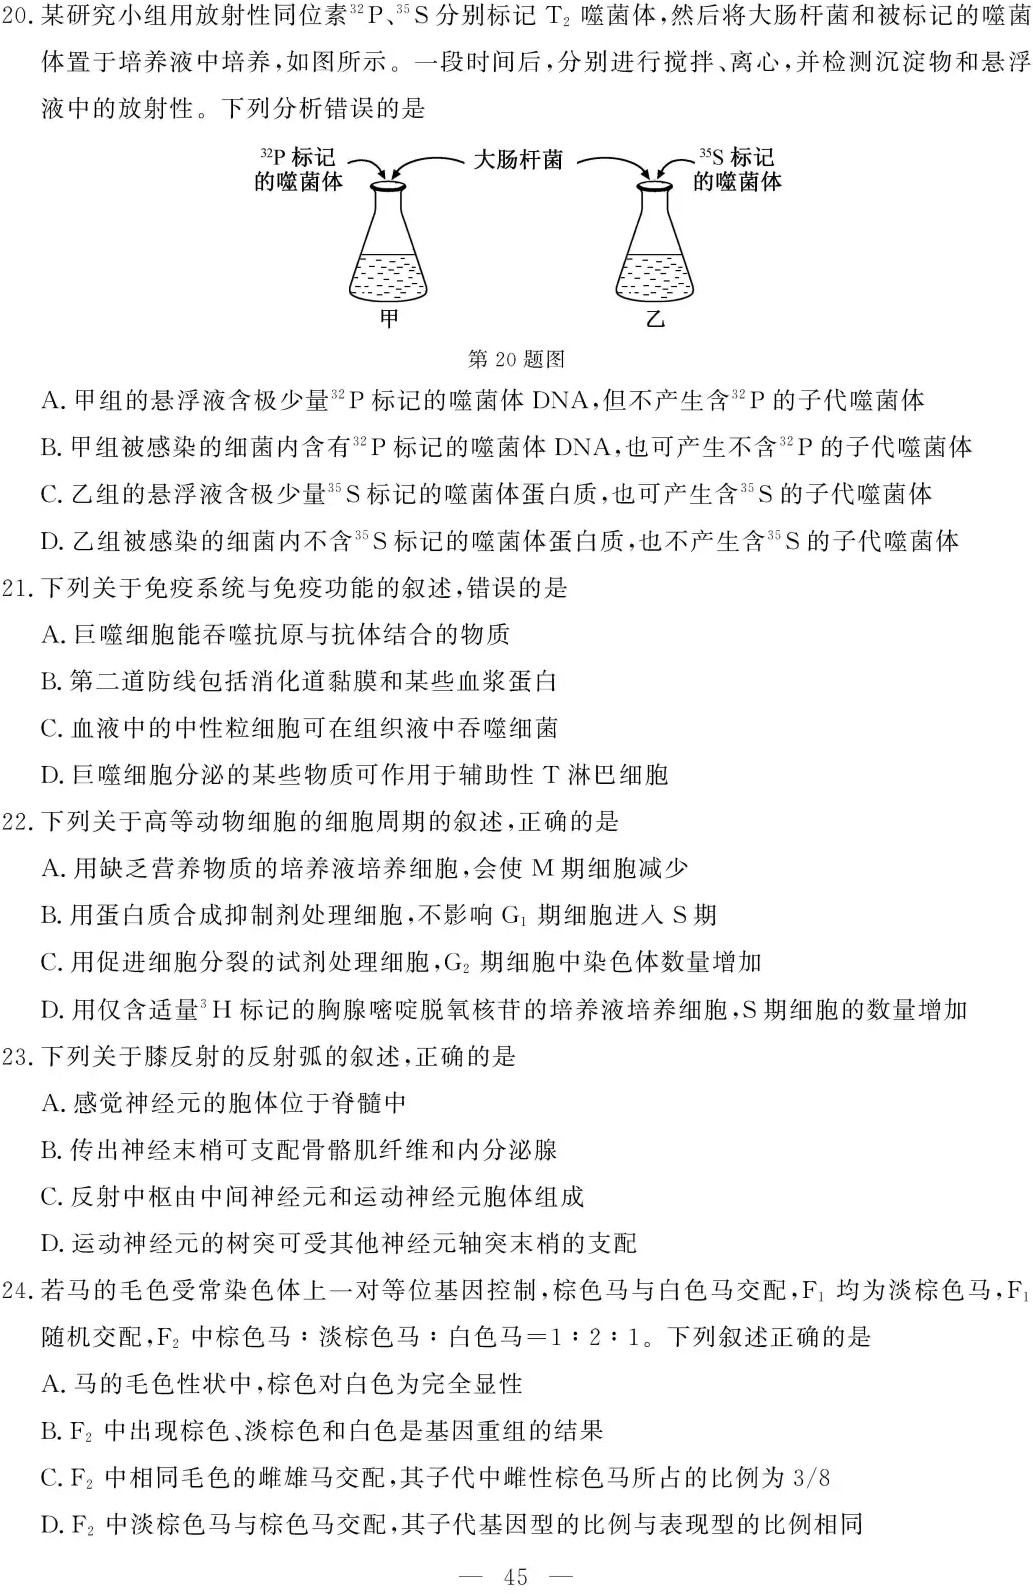 20. 某研究小组用放射性同位素³²P、³⁵S分别标记 T₂ 噬菌体,然后将大肠杆菌和被标记的噬菌
体置于培养液中培养,如图所示。一段时间后,分别进行搅拌、离心,并检测沉淀物和悬浮
液中的放射性。下列分析错误的是
³²P 标记
的噬菌体
大肠杆菌
³⁵S 标记
的噬菌体
甲
乙
第 20 题图
A. 甲组的悬浮液含极少量³²P 标记的噬菌体 DNA,但不产生含³²P 的子代噬菌体
B. 甲组被感染的细菌内含有³²P 标记的噬菌体 DNA,也可产生不含³²P 的子代噬菌体
C. 乙组的悬浮液含极少量³⁵S 标记的噬菌体蛋白质,也可产生含³⁵S 的子代噬菌体
D. 乙组被感染的细菌内不含³⁵S 标记的噬菌体蛋白质,也不产生含³⁵S 的子代噬菌体
21. 下列关于免疫系统与免疫功能的叙述,错误的是
A. 巨噬细胞能吞噬抗原与抗体结合的物质
B. 第二道防线包括消化道黏膜和某些血浆蛋白
C. 血液中的中性粒细胞可在组织液中吞噬细菌
D. 巨噬细胞分泌的某些物质可作用于辅助性 T 淋巴细胞
22. 下列关于高等动物细胞的细胞周期的叙述,正确的是
A. 用缺乏营养物质的培养液培养细胞,会使 M 期细胞减少
B. 用蛋白质合成抑制剂处理细胞,不影响 G₁ 期细胞进入 S 期
C. 用促进细胞分裂的试剂处理细胞,G₂ 期细胞中染色体数量增加
D. 用仅含适量³H 标记的胸腺嘧啶脱氧核苷的培养液培养细胞,S 期细胞的数量增加
23. 下列关于膝反射的反射弧的叙述,正确的是
A. 感觉神经元的胞体位于脊髓中
B. 传出神经末梢可支配骨骼肌纤维和内分泌腺
C. 反射中枢由中间神经元和运动神经元胞体组成
D. 运动神经元的树突可受其他神经元轴突末梢的支配
24. 若马的毛色受常染色体上一对等位基因控制,棕色马与白色马交配,F₁ 均为淡棕色马,F₁
随机交配,F₂ 中棕色马∶淡棕色马∶白色马=1∶2∶1。下列叙述正确的是
A. 马的毛色性状中,棕色对白色为完全显性
B. F₂ 中出现棕色、淡棕色和白色是基因重组的结果
C. F₂ 中相同毛色的雌雄马交配,其子代中雌性棕色马所占的比例为 3/8
D. F₂ 中淡棕色马与棕色马交配,其子代基因型的比例与表现型的比例相同
— 45 —